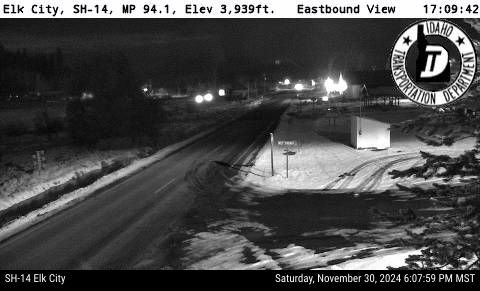 Elk City, SH-14, MP 94.1, Elev 3,939ft. Eastbound View 17:09:42
IDAHO
TRANSPORTATION DEPARTMENT
SH-14 Elk City
Saturday, November 30, 2024 6:07:59 PM MST